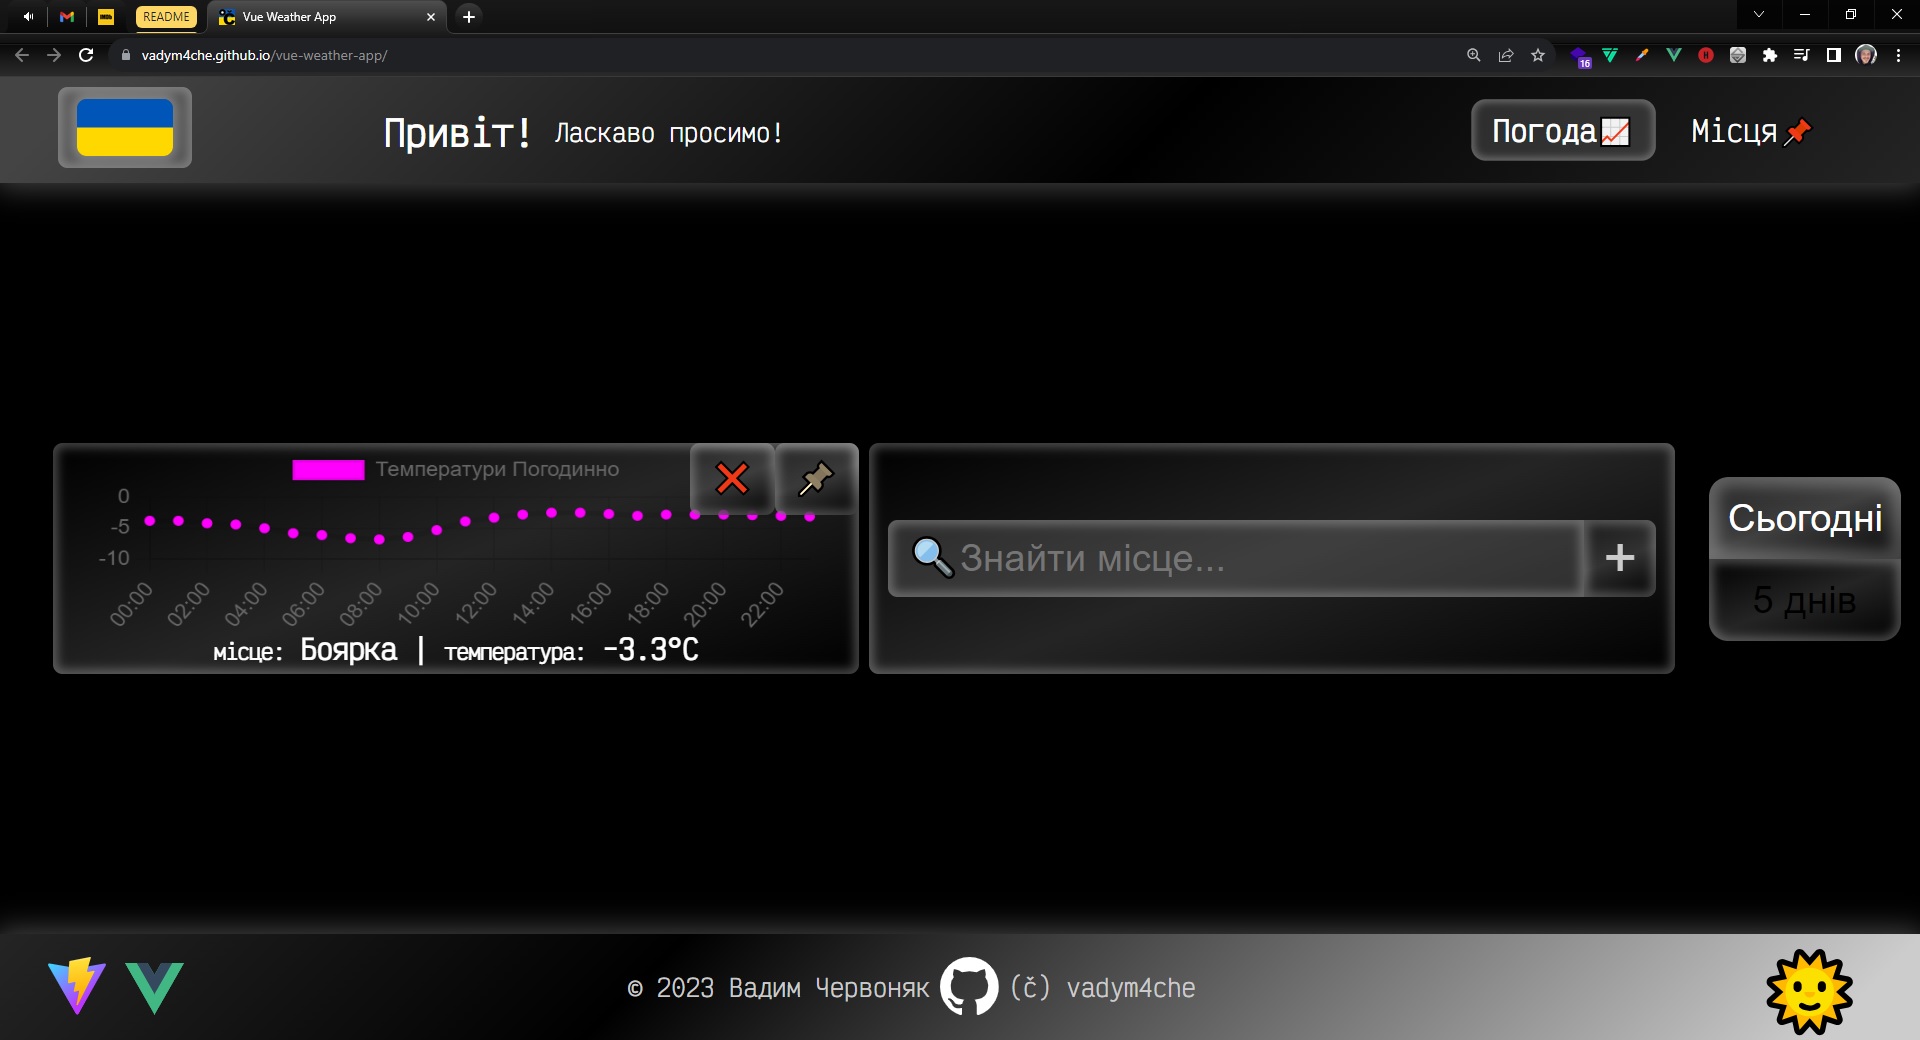 README
Vue Weather App
vadym4che.github.io/vue-weather-app/
16
Привіт! Ласкаво просимо!
Погода
Місця
Температури Погодинно
0
-5
-10
00:00 02:00 04:00 06:00 08:00 10:00 12:00 14:00 16:00 18:00 20:00 22:00
місце: Боярка | температура: -3.3°C
Знайти місце...
+
Сьогодні
5 днів
© 2023 Вадим Червоняк (č) vadym4che